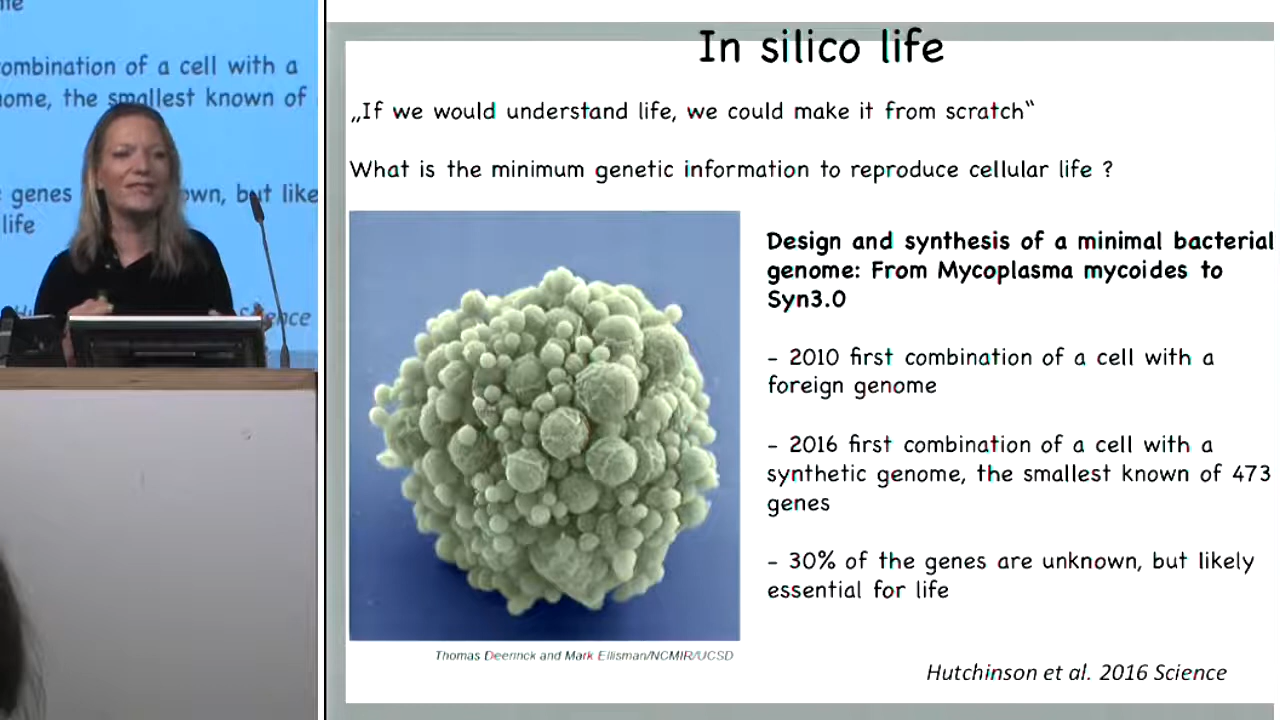 In silico life
„If we would understand life, we could make it from scratch“
What is the minimum genetic information to reproduce cellular life ?
Design and synthesis of a minimal bacterial
genome: From Mycoplasma mycoides to
Syn3.0
- 2010 first combination of a cell with a
foreign genome
- 2016 first combination of a cell with a
synthetic genome, the smallest known of 473
genes
- 30% of the genes are unknown, but likely
essential for life
Thomas Deerinck and Mark Ellisman/NCMIR/UCSD
Hutchinson et al. 2016 Science
ombination of a cell with a
ome, the smallest known of
genes own, but like
life
ence